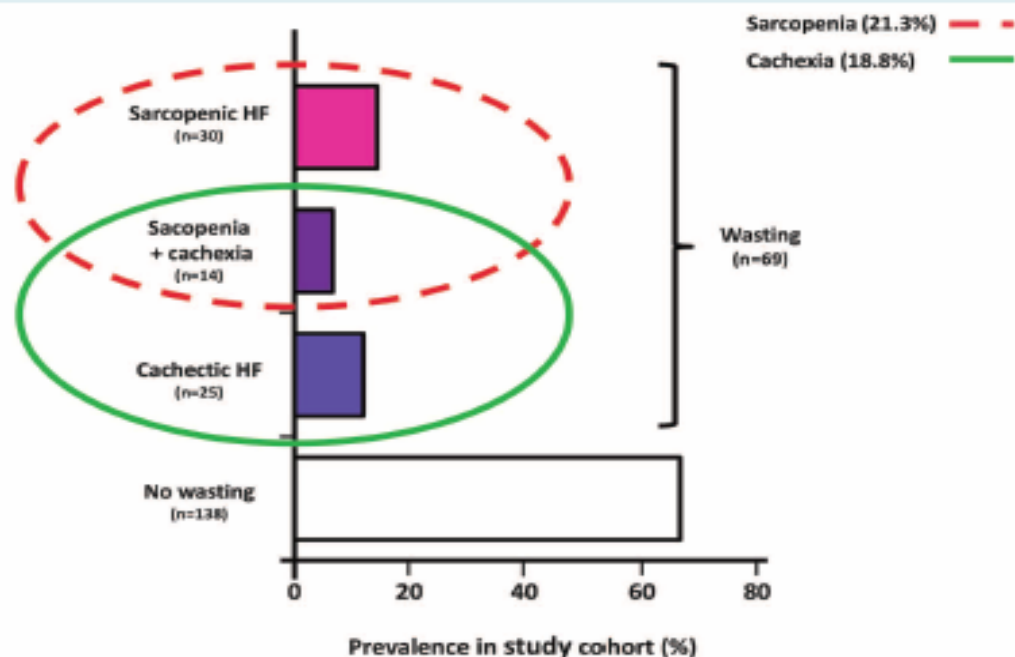 Sarcopenia (21.3%)
Cachexia (18.8%)
Sarcopenic HF
(n=30)
Sacopenia
+ cachexia
(n=14)
Wasting
(n=69)
Cachectic HF
(n=25)
No wasting
(n=138)
0 20 40 60 80
Prevalence in study cohort (%)